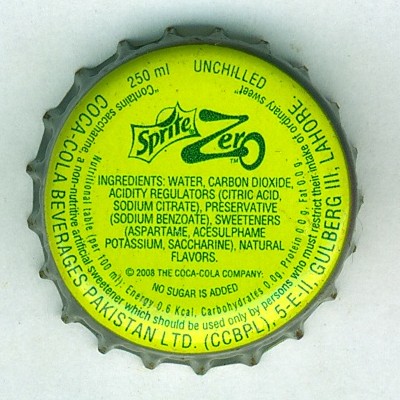 250 ml UNCHILLED
Sprite Zero™
INGREDIENTS: WATER, CARBON DIOXIDE,
ACIDITY REGULATORS (CITRIC ACID,
SODIUM CITRATE), PRESERVATIVE
(SODIUM BENZOATE), SWEETENERS
(ASPARTAME, ACESULPHAME
POTASSIUM, SACCHARINE), NATURAL
FLAVORS.
© 2008 THE COCA-COLA COMPANY.
NO SUGAR IS ADDED
Nutritional table (per 100 ml): Energy 0.6 Kcal, Carbohydrates 0.0g, Protein 0.0 g, Fat 0.0 g.
"Contains saccharine, a non-nutritive artificial sweetener which should be used only by persons who must restrict their intake of ordinary sweet"
COCA-COLA BEVERAGES PAKISTAN LTD. (CCBPL), 5-E-II, GULBERG III, LAHORE.